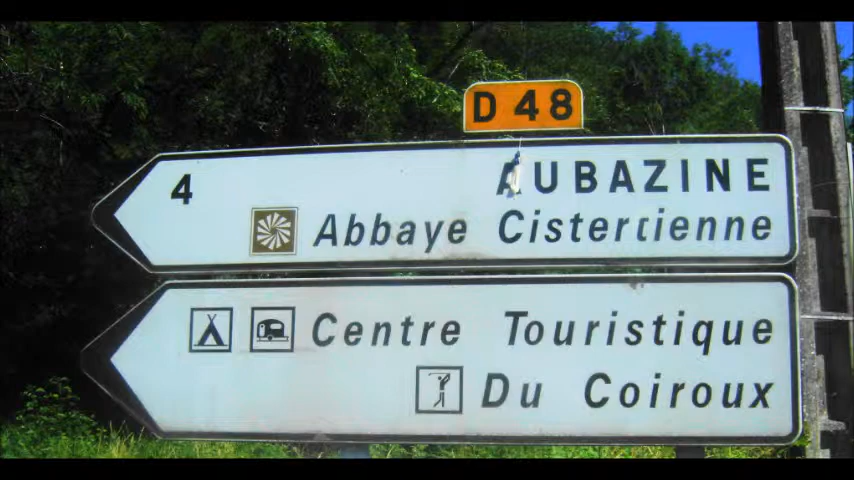 D 48
4 AUBAZINE
Abbaye Cistercienne
Centre Touristique
Du Coiroux